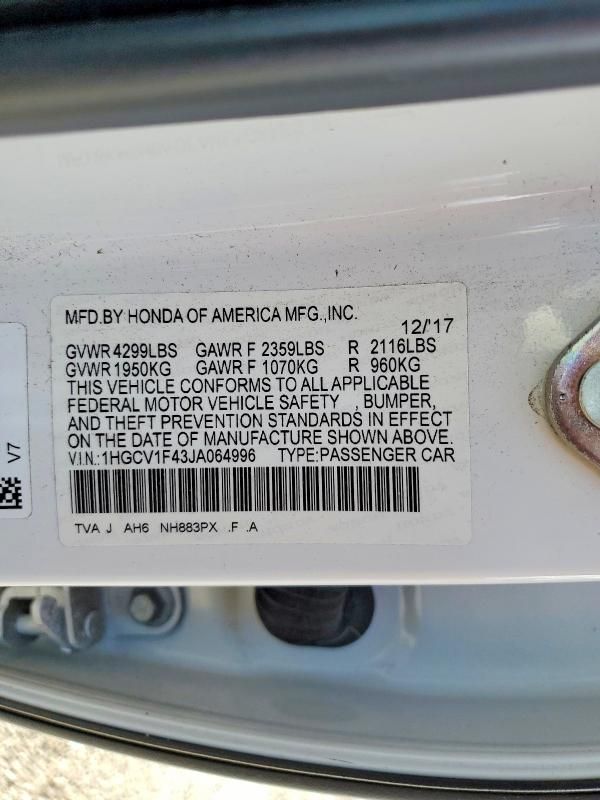 MFD.BY HONDA OF AMERICA MFG.,INC.
12/'17
GVWR 4299LBS GAWR F 2359LBS R 2116LBS
GVWR 1950KG GAWR F 1070KG R 960KG
THIS VEHICLE CONFORMS TO ALL APPLICABLE
FEDERAL MOTOR VEHICLE SAFETY , BUMPER,
AND THEFT PREVENTION STANDARDS IN EFFECT
ON THE DATE OF MANUFACTURE SHOWN ABOVE.
V.I.N.:1HGCV1F43JA064996 TYPE:PASSENGER CAR
TVA J AH6 NH883PX .F .A
V7